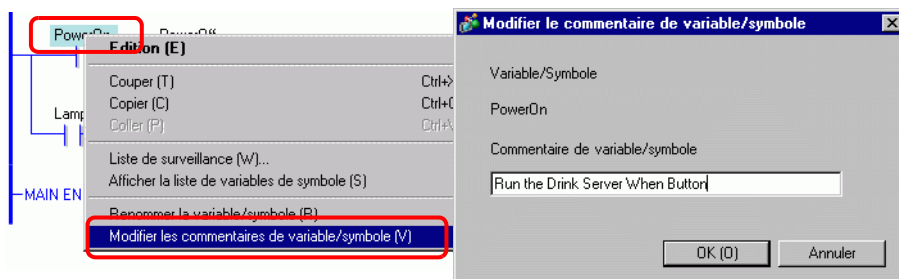 PowerOn PowerOff
Edition (E)
Couper (T) Ctrl+X
Copier (C) Ctrl+C
Coller (P) Ctrl+V
Lamp
Liste de surveillance (W)...
Afficher la liste de variables de symbole (S)
MAIN EN
Renommer la variable/symbole (R)
Modifier les commentaires de variable/symbole (V)
Modifier le commentaire de variable/symbole
Variable/Symbole
PowerOn
Commentaire de variable/symbole
Run the Drink Server When Button
OK (O) Annuler